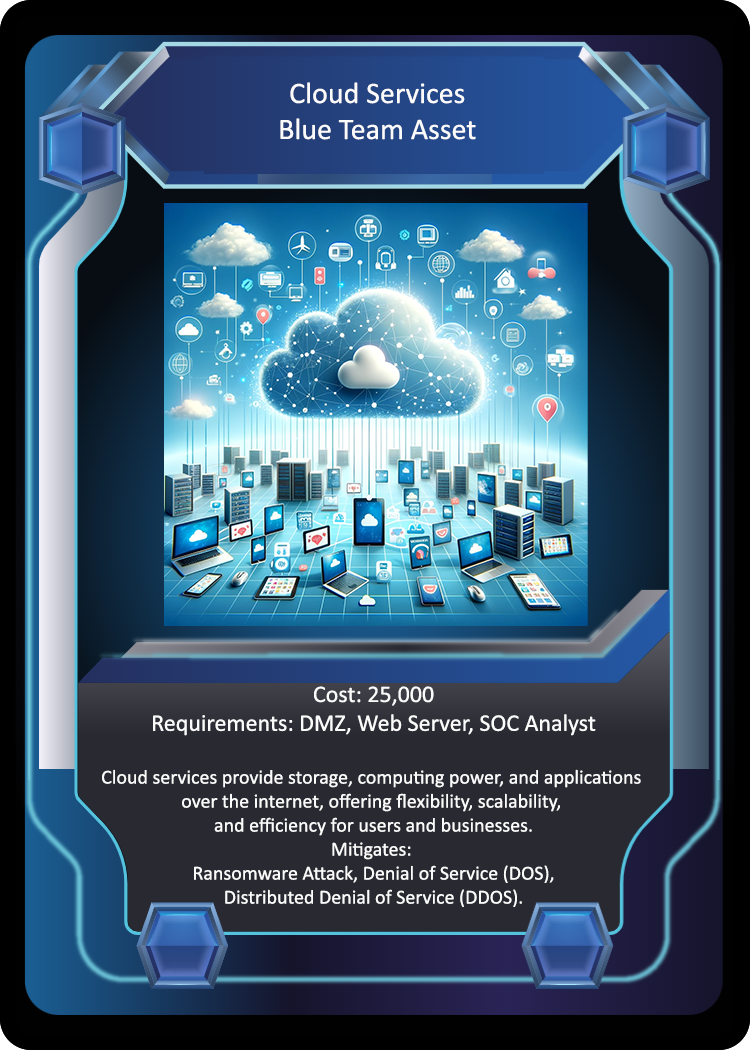 Cloud Services
Blue Team Asset
Cost: 25,000
Requirements: DMZ, Web Server, SOC Analyst
Cloud services provide storage, computing power, and applications
over the internet, offering flexibility, scalability,
and efficiency for users and businesses.
Mitigates:
Ransomware Attack, Denial of Service (DOS),
Distributed Denial of Service (DDOS).